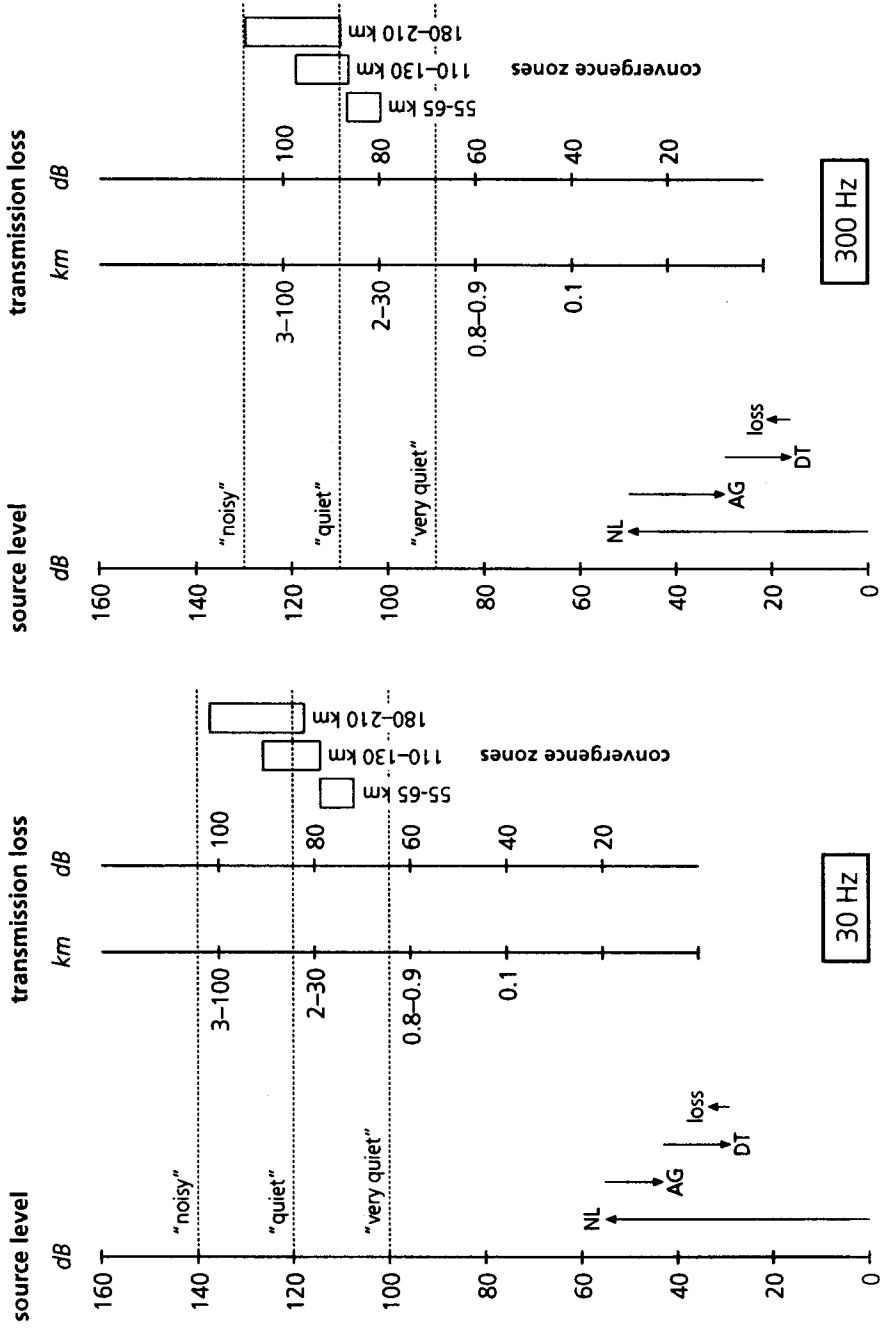 source level
dB
160
140
120
100
80
60
40
20
0
"noisy"
"quiet"
"very quiet"
NL
AG
DT
loss
transmission loss
km
3–100
2–30
0.8–0.9
0.1
dB
100
80
60
40
20
55-65 km
110–130 km
180–210 km
convergence zones
30 Hz
source level
dB
160
140
120
100
80
60
40
20
0
"noisy"
"quiet"
"very quiet"
NL
AG
DT
loss
transmission loss
km
3–100
2–30
0.8–0.9
0.1
dB
100
80
60
40
20
55-65 km
110–130 km
180–210 km
convergence zones
300 Hz